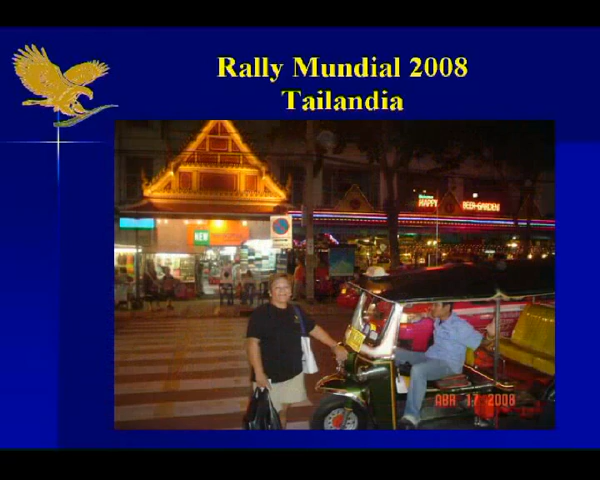 Rally Mundial 2008
Tailandia
HAPPY BEER GARDEN
NEW
ABR 17 2008